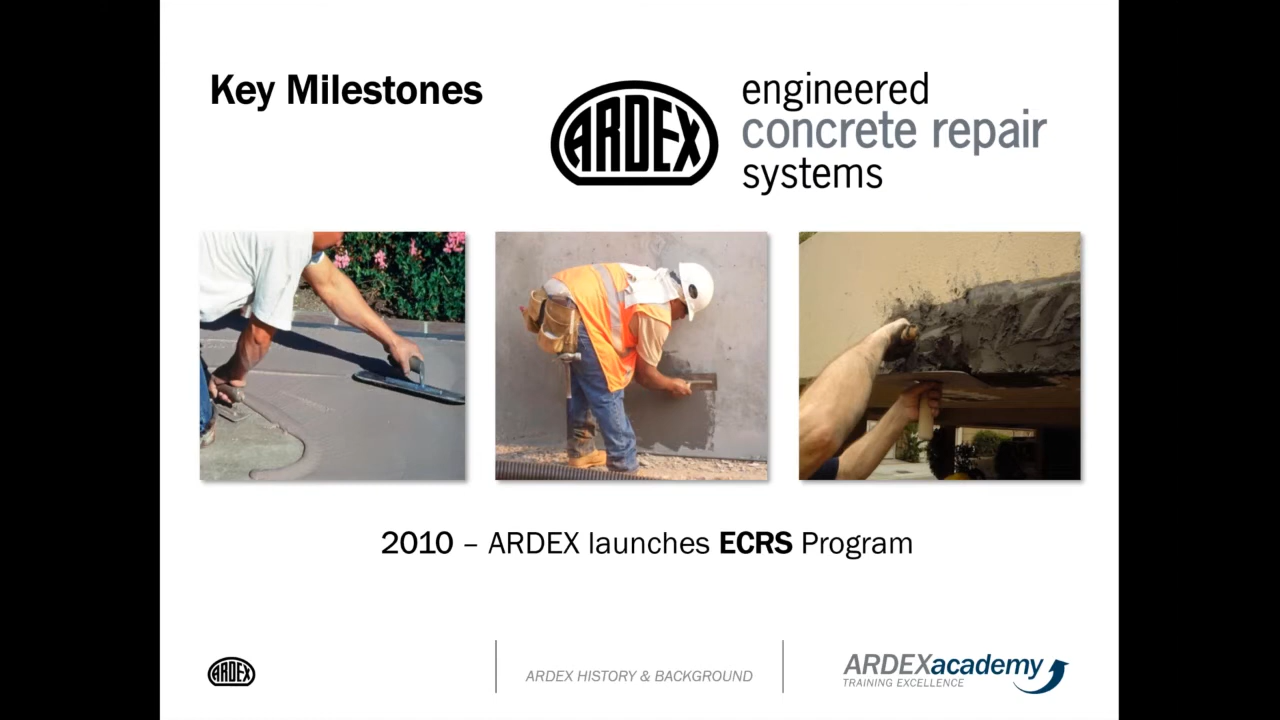 Key Milestones
ARDEX
engineered
concrete repair
systems
2010 – ARDEX launches ECRS Program
ARDEX
ARDEX HISTORY & BACKGROUND
ARDEXacademy
TRAINING EXCELLENCE